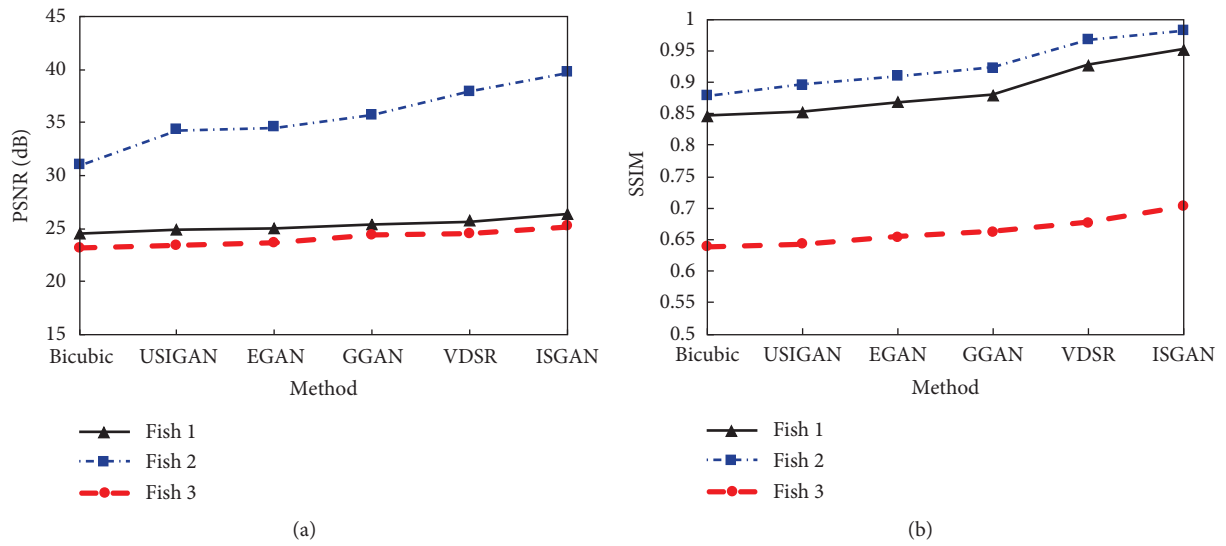 45
40
35
30
25
20
15
PSNR (dB)
Bicubic USIGAN EGAN GGAN VDSR ISGAN
Method
Fish 1
Fish 2
Fish 3
(a)
1
0.95
0.9
0.85
0.8
0.75
0.7
0.65
0.6
0.55
0.5
SSIM
Bicubic USIGAN EGAN GGAN VDSR ISGAN
Method
Fish 1
Fish 2
Fish 3
(b)